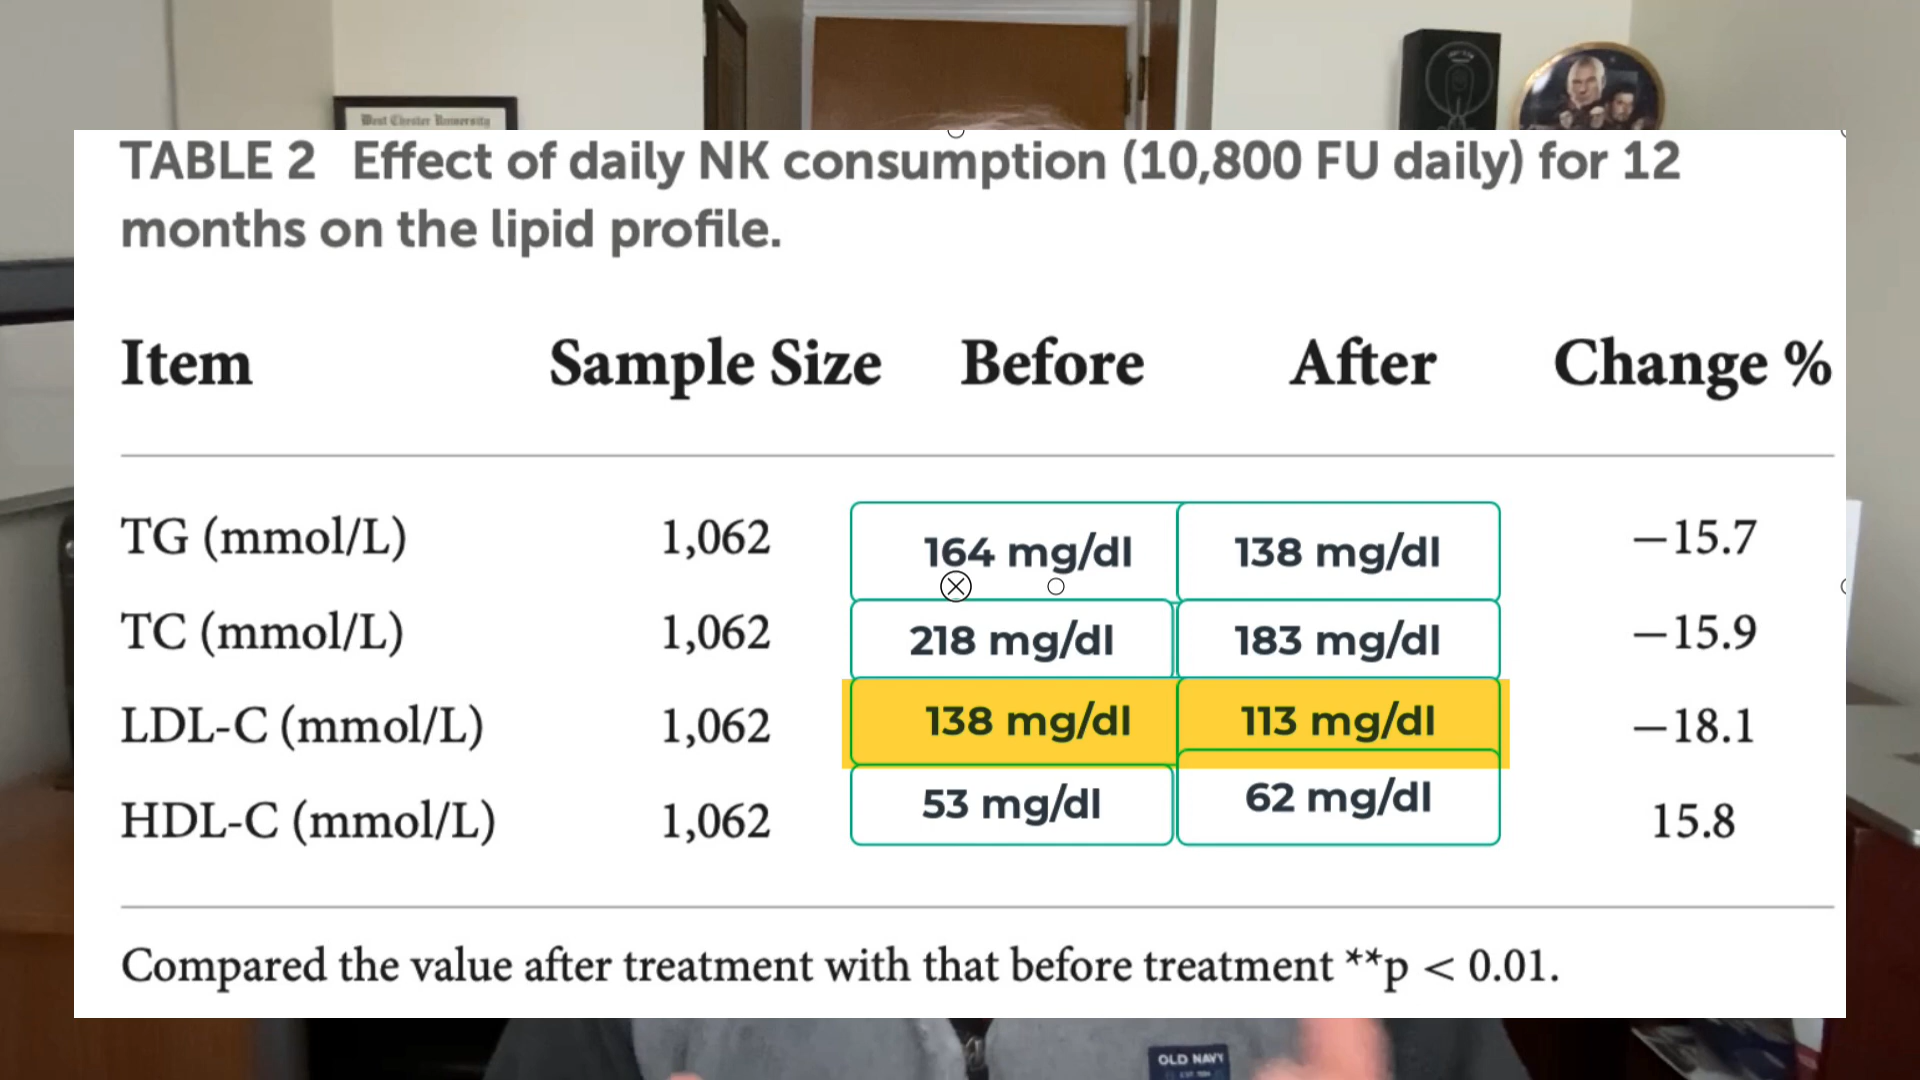 West Chester University
TABLE 2 Effect of daily NK consumption (10,800 FU daily) for 12
months on the lipid profile.
Item Sample Size Before After Change %
TG (mmol/L) 1,062 164 mg/dl 138 mg/dl −15.7
TC (mmol/L) 1,062 218 mg/dl 183 mg/dl −15.9
LDL-C (mmol/L) 1,062 138 mg/dl 113 mg/dl −18.1
HDL-C (mmol/L) 1,062 53 mg/dl 62 mg/dl 15.8
Compared the value after treatment with that before treatment **p < 0.01.
OLD NAVY